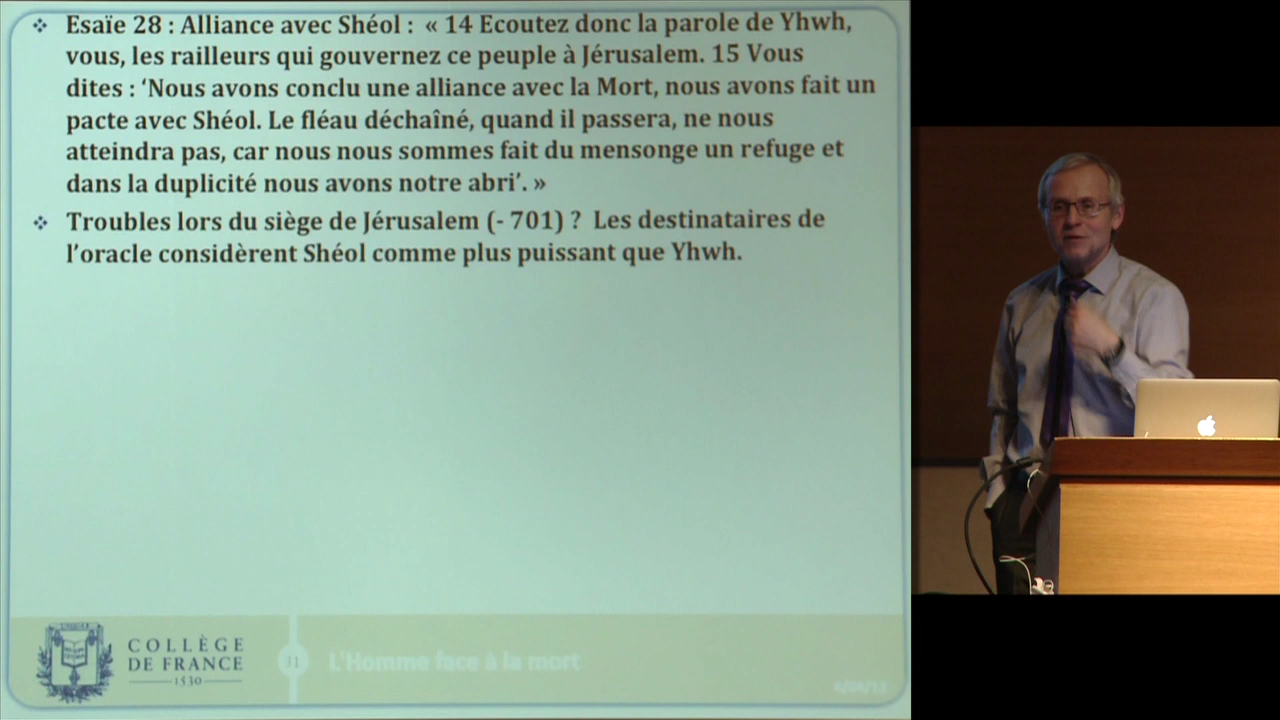 ❖ Esaïe 28 : Alliance avec Shéol : « 14 Ecoutez donc la parole de Yhwh,
vous, les railleurs qui gouvernez ce peuple à Jérusalem. 15 Vous
dites : ‘Nous avons conclu une alliance avec la Mort, nous avons fait un
pacte avec Shéol. Le fléau déchaîné, quand il passera, ne nous
atteindra pas, car nous nous sommes fait du mensonge un refuge et
dans la duplicité nous avons notre abri’. »
❖ Troubles lors du siège de Jérusalem (- 701) ? Les destinataires de
l’oracle considèrent Shéol comme plus puissant que Yhwh.
COLLÈGE
DE FRANCE
1530
L'Homme face à la mort